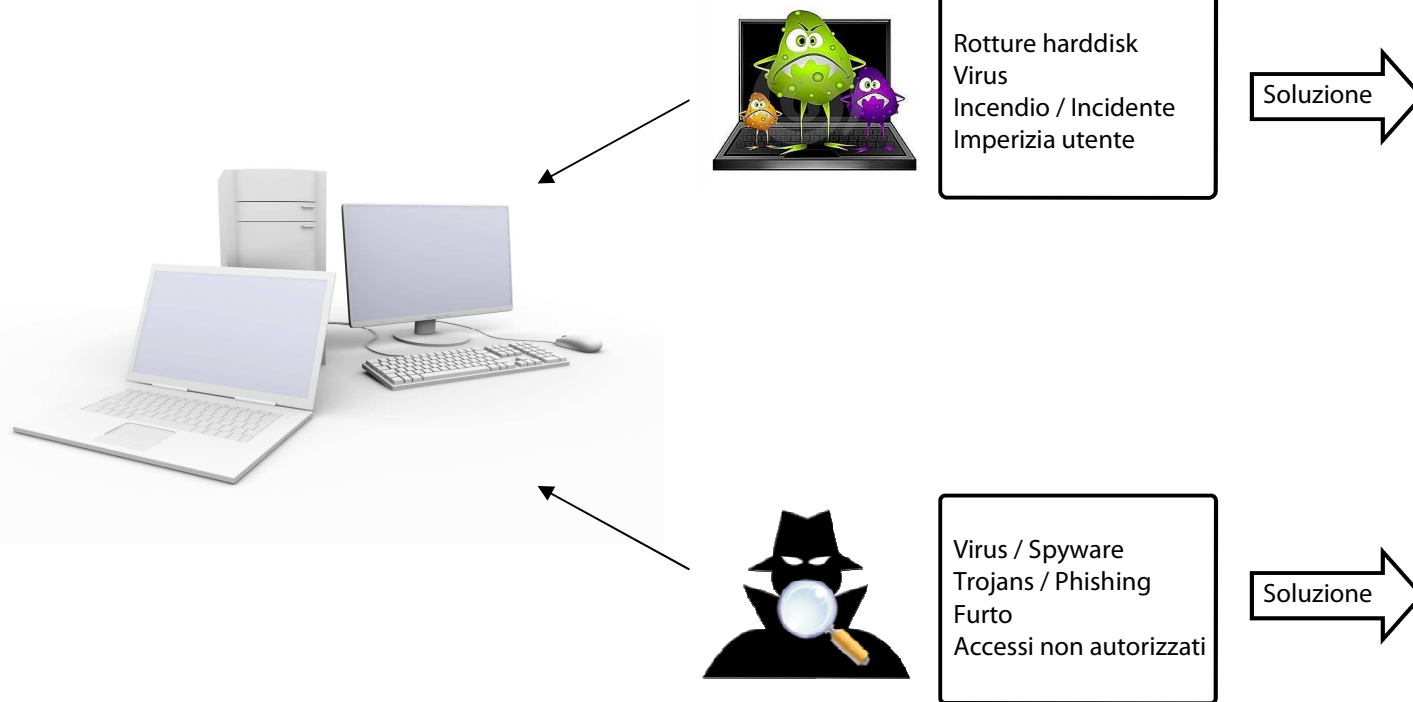 Rotture harddisk
Virus
Incendio / Incidente
Imperizia utente
Soluzione
Virus / Spyware
Trojans / Phishing
Furto
Accessi non autorizzati
Soluzione